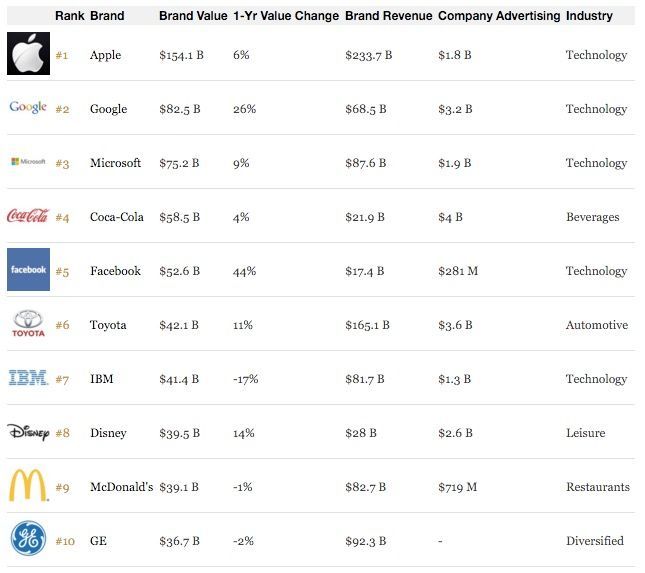 Rank Brand Brand Value 1-Yr Value Change Brand Revenue Company Advertising Industry
#1 Apple $154.1 B 6% $233.7 B $1.8 B Technology
Google #2 Google $82.5 B 26% $68.5 B $3.2 B Technology
Microsoft #3 Microsoft $75.2 B 9% $87.6 B $1.9 B Technology
Coca-Cola #4 Coca-Cola $58.5 B 4% $21.9 B $4 B Beverages
facebook #5 Facebook $52.6 B 44% $17.4 B $281 M Technology
TOYOTA #6 Toyota $42.1 B 11% $165.1 B $3.6 B Automotive
IBM. #7 IBM $41.4 B -17% $81.7 B $1.3 B Technology
Disney #8 Disney $39.5 B 14% $28 B $2.6 B Leisure
M #9 McDonald's $39.1 B -1% $82.7 B $719 M Restaurants
GE #10 GE $36.7 B -2% $92.3 B - Diversified